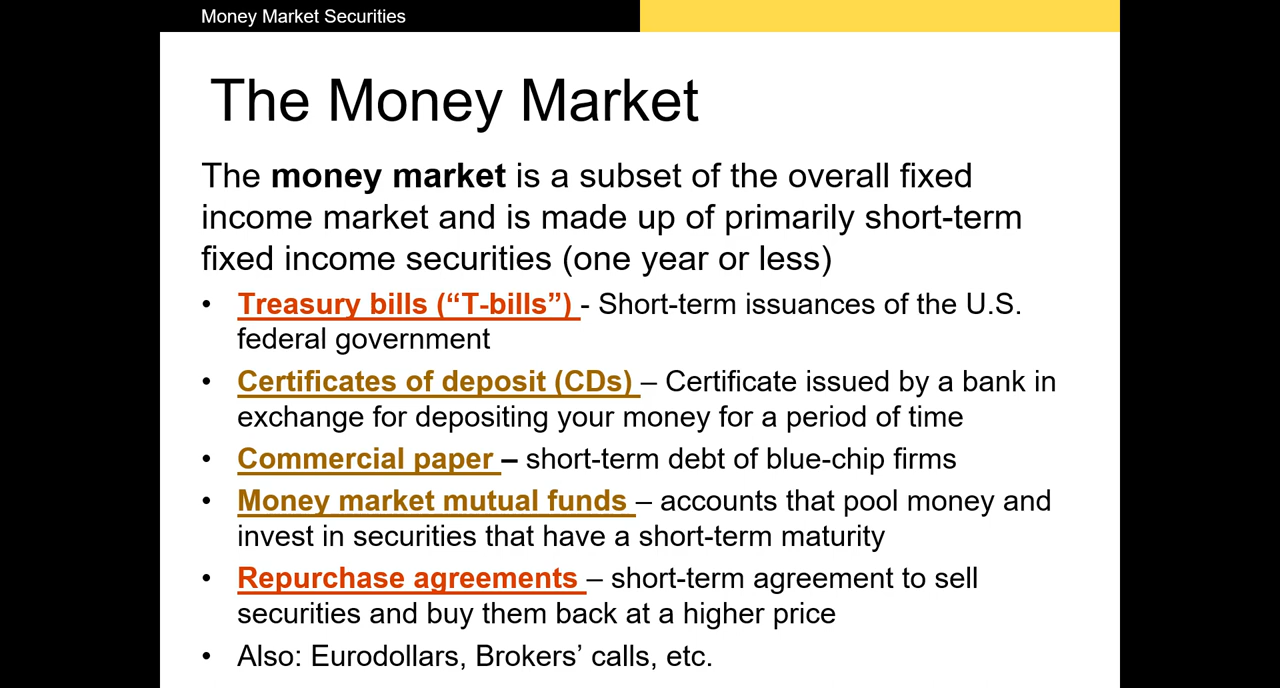 Money Market Securities
The Money Market
The money market is a subset of the overall fixed
income market and is made up of primarily short-term
fixed income securities (one year or less)
• Treasury bills (“T-bills”) - Short-term issuances of the U.S.
federal government
• Certificates of deposit (CDs) – Certificate issued by a bank in
exchange for depositing your money for a period of time
• Commercial paper – short-term debt of blue-chip firms
• Money market mutual funds – accounts that pool money and
invest in securities that have a short-term maturity
• Repurchase agreements – short-term agreement to sell
securities and buy them back at a higher price
• Also: Eurodollars, Brokers’ calls, etc.